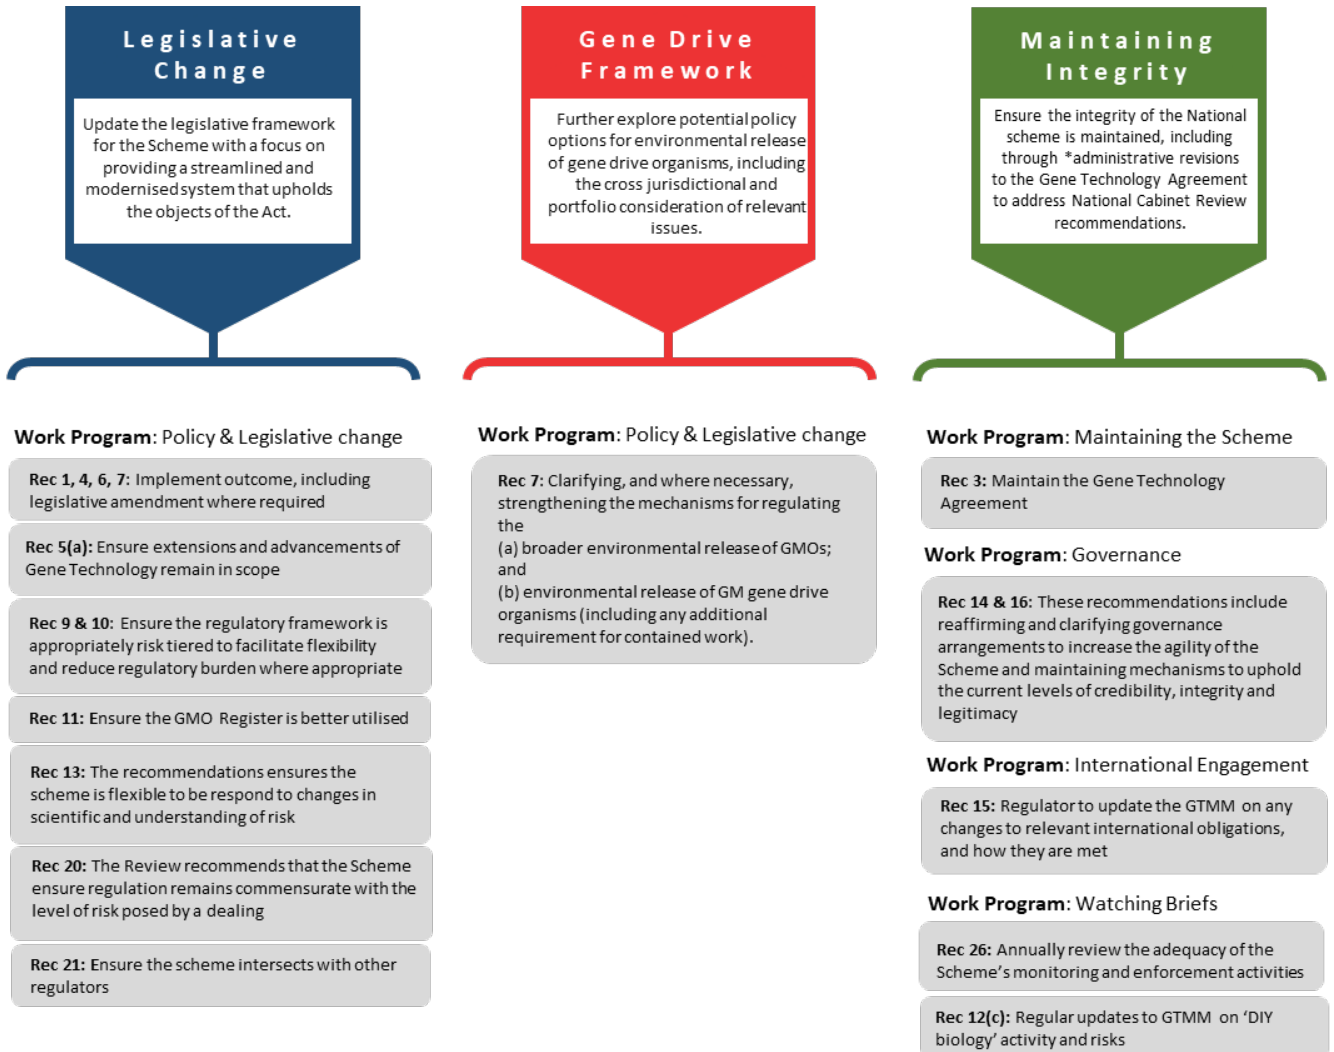 Legislative
Change
Update the legislative framework
for the Scheme with a focus on
providing a streamlined and
modernised system that upholds
the objects of the Act.
Work Program: Policy & Legislative change
Rec 1, 4, 6, 7: Implement outcome, including
legislative amendment where required
Rec 5(a): Ensure extensions and advancements of
Gene Technology remain in scope
Rec 9 & 10: Ensure the regulatory framework is
appropriately risk tiered to facilitate flexibility
and reduce regulatory burden where appropriate
Rec 11: Ensure the GMO Register is better utilised
Rec 13: The recommendations ensures the
scheme is flexible to be respond to changes in
scientific and understanding of risk
Rec 20: The Review recommends that the Scheme
ensure regulation remains commensurate with the
level of risk posed by a dealing
Rec 21: Ensure the scheme intersects with other
regulators
Gene Drive
Framework
Further explore potential policy
options for environmental release
of gene drive organisms, including
the cross jurisdictional and
portfolio consideration of relevant
issues.
Work Program: Policy & Legislative change
Rec 7: Clarifying, and where necessary,
strengthening the mechanisms for regulating
the
(a) broader environmental release of GMOs;
and
(b) environmental release of GM gene drive
organisms (including any additional
requirement for contained work).
Maintaining
Integrity
Ensure the integrity of the National
scheme is maintained, including
through *administrative revisions
to the Gene Technology Agreement
to address National Cabinet Review
recommendations.
Work Program: Maintaining the Scheme
Rec 3: Maintain the Gene Technology
Agreement
Work Program: Governance
Rec 14 & 16: These recommendations include
reaffirming and clarifying governance
arrangements to increase the agility of the
Scheme and maintaining mechanisms to uphold
the current levels of credibility, integrity and
legitimacy
Work Program: International Engagement
Rec 15: Regulator to update the GTMM on any
changes to relevant international obligations,
and how they are met
Work Program: Watching Briefs
Rec 26: Annually review the adequacy of the
Scheme's monitoring and enforcement activities
Rec 12(c): Regular updates to GTMM on 'DIY
biology' activity and risks